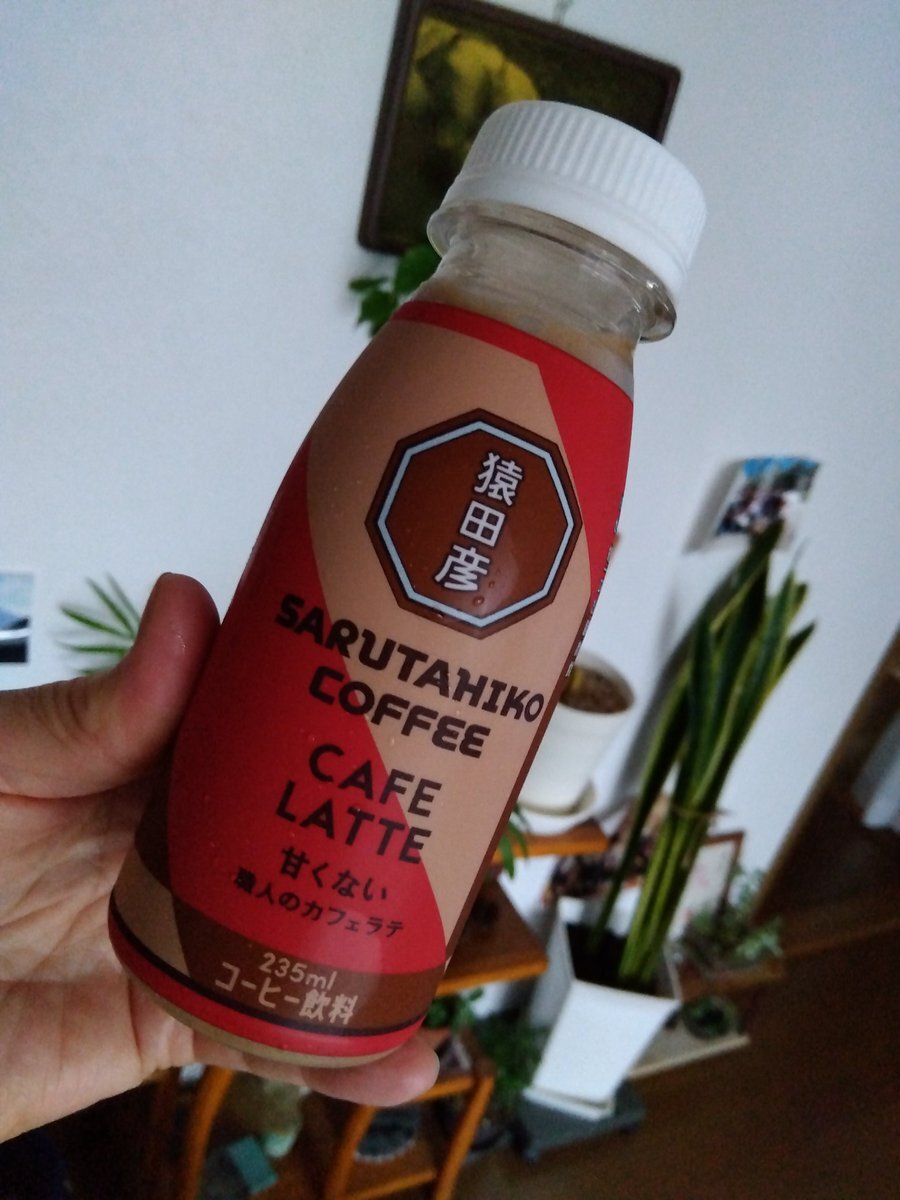 猿田彦
SARUTAHIKO
COFFEE
CAFE
LATTE
甘くない
職人のカフェラテ
235ml
コーヒー飲料